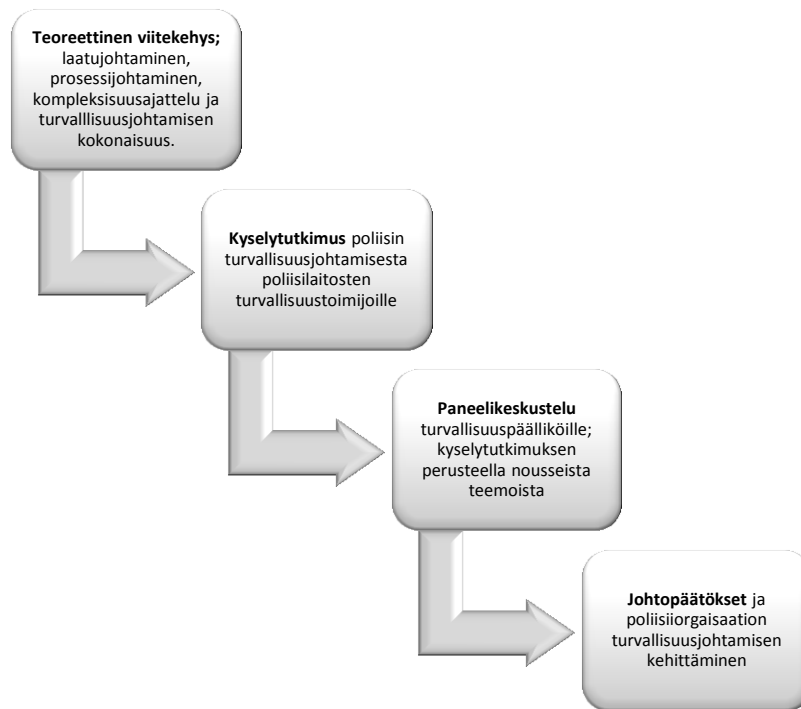 Teoreettinen viitekehys;
laatujohtaminen,
prosessijohtaminen,
kompleksisuusajattelu ja
turvalllisuusjohtamisen
kokonaisuus.
Kyselytutkimus poliisin
turvallisuusjohtamisesta
poliisilaitosten
turvallisuustoimijoille
Paneelikeskustelu
turvallisuuspäälliköille;
kyselytutkimuksen
perusteella nousseista
teemoista
Johtopäätökset ja
poliisiiorgaisaation
turvallisuusjohtamisen
kehittäminen